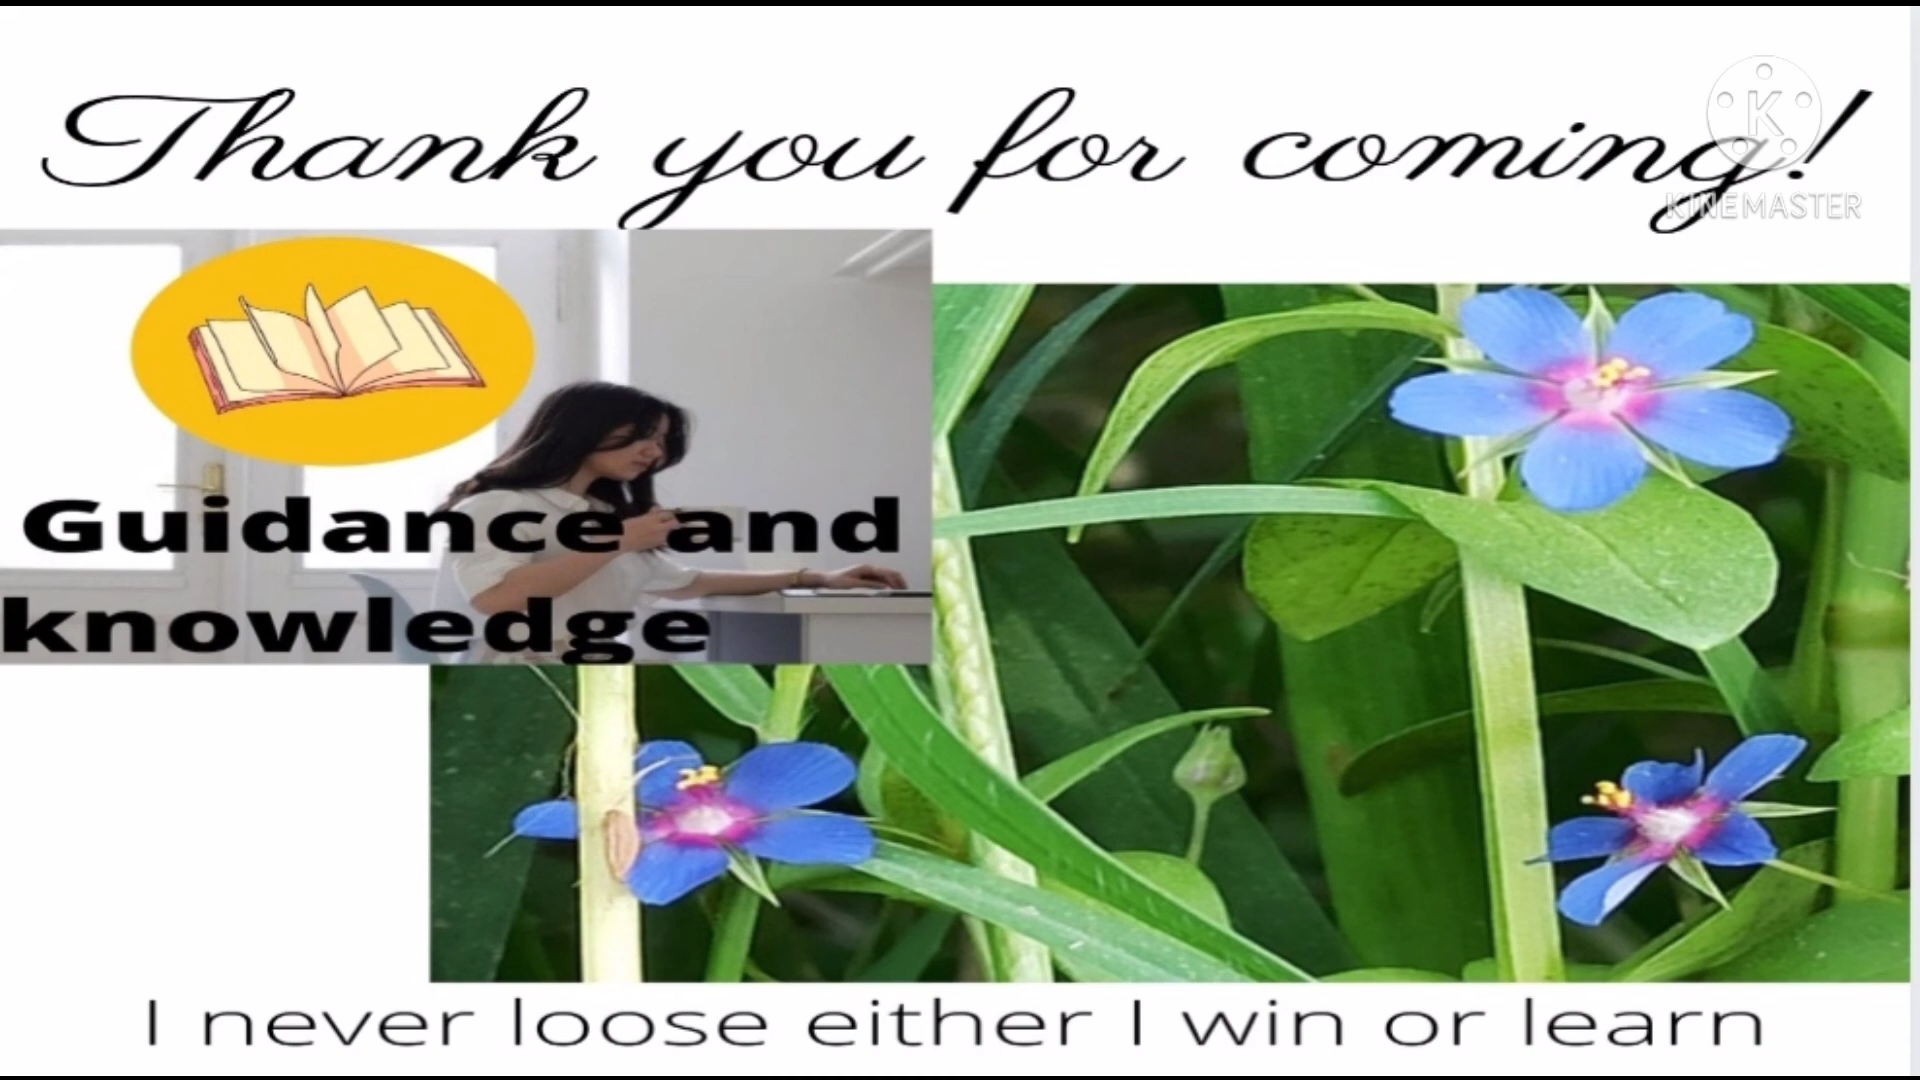 Thank you for coming!
K
KINEMASTER
Guidance and
knowledge
I never loose either I win or learn